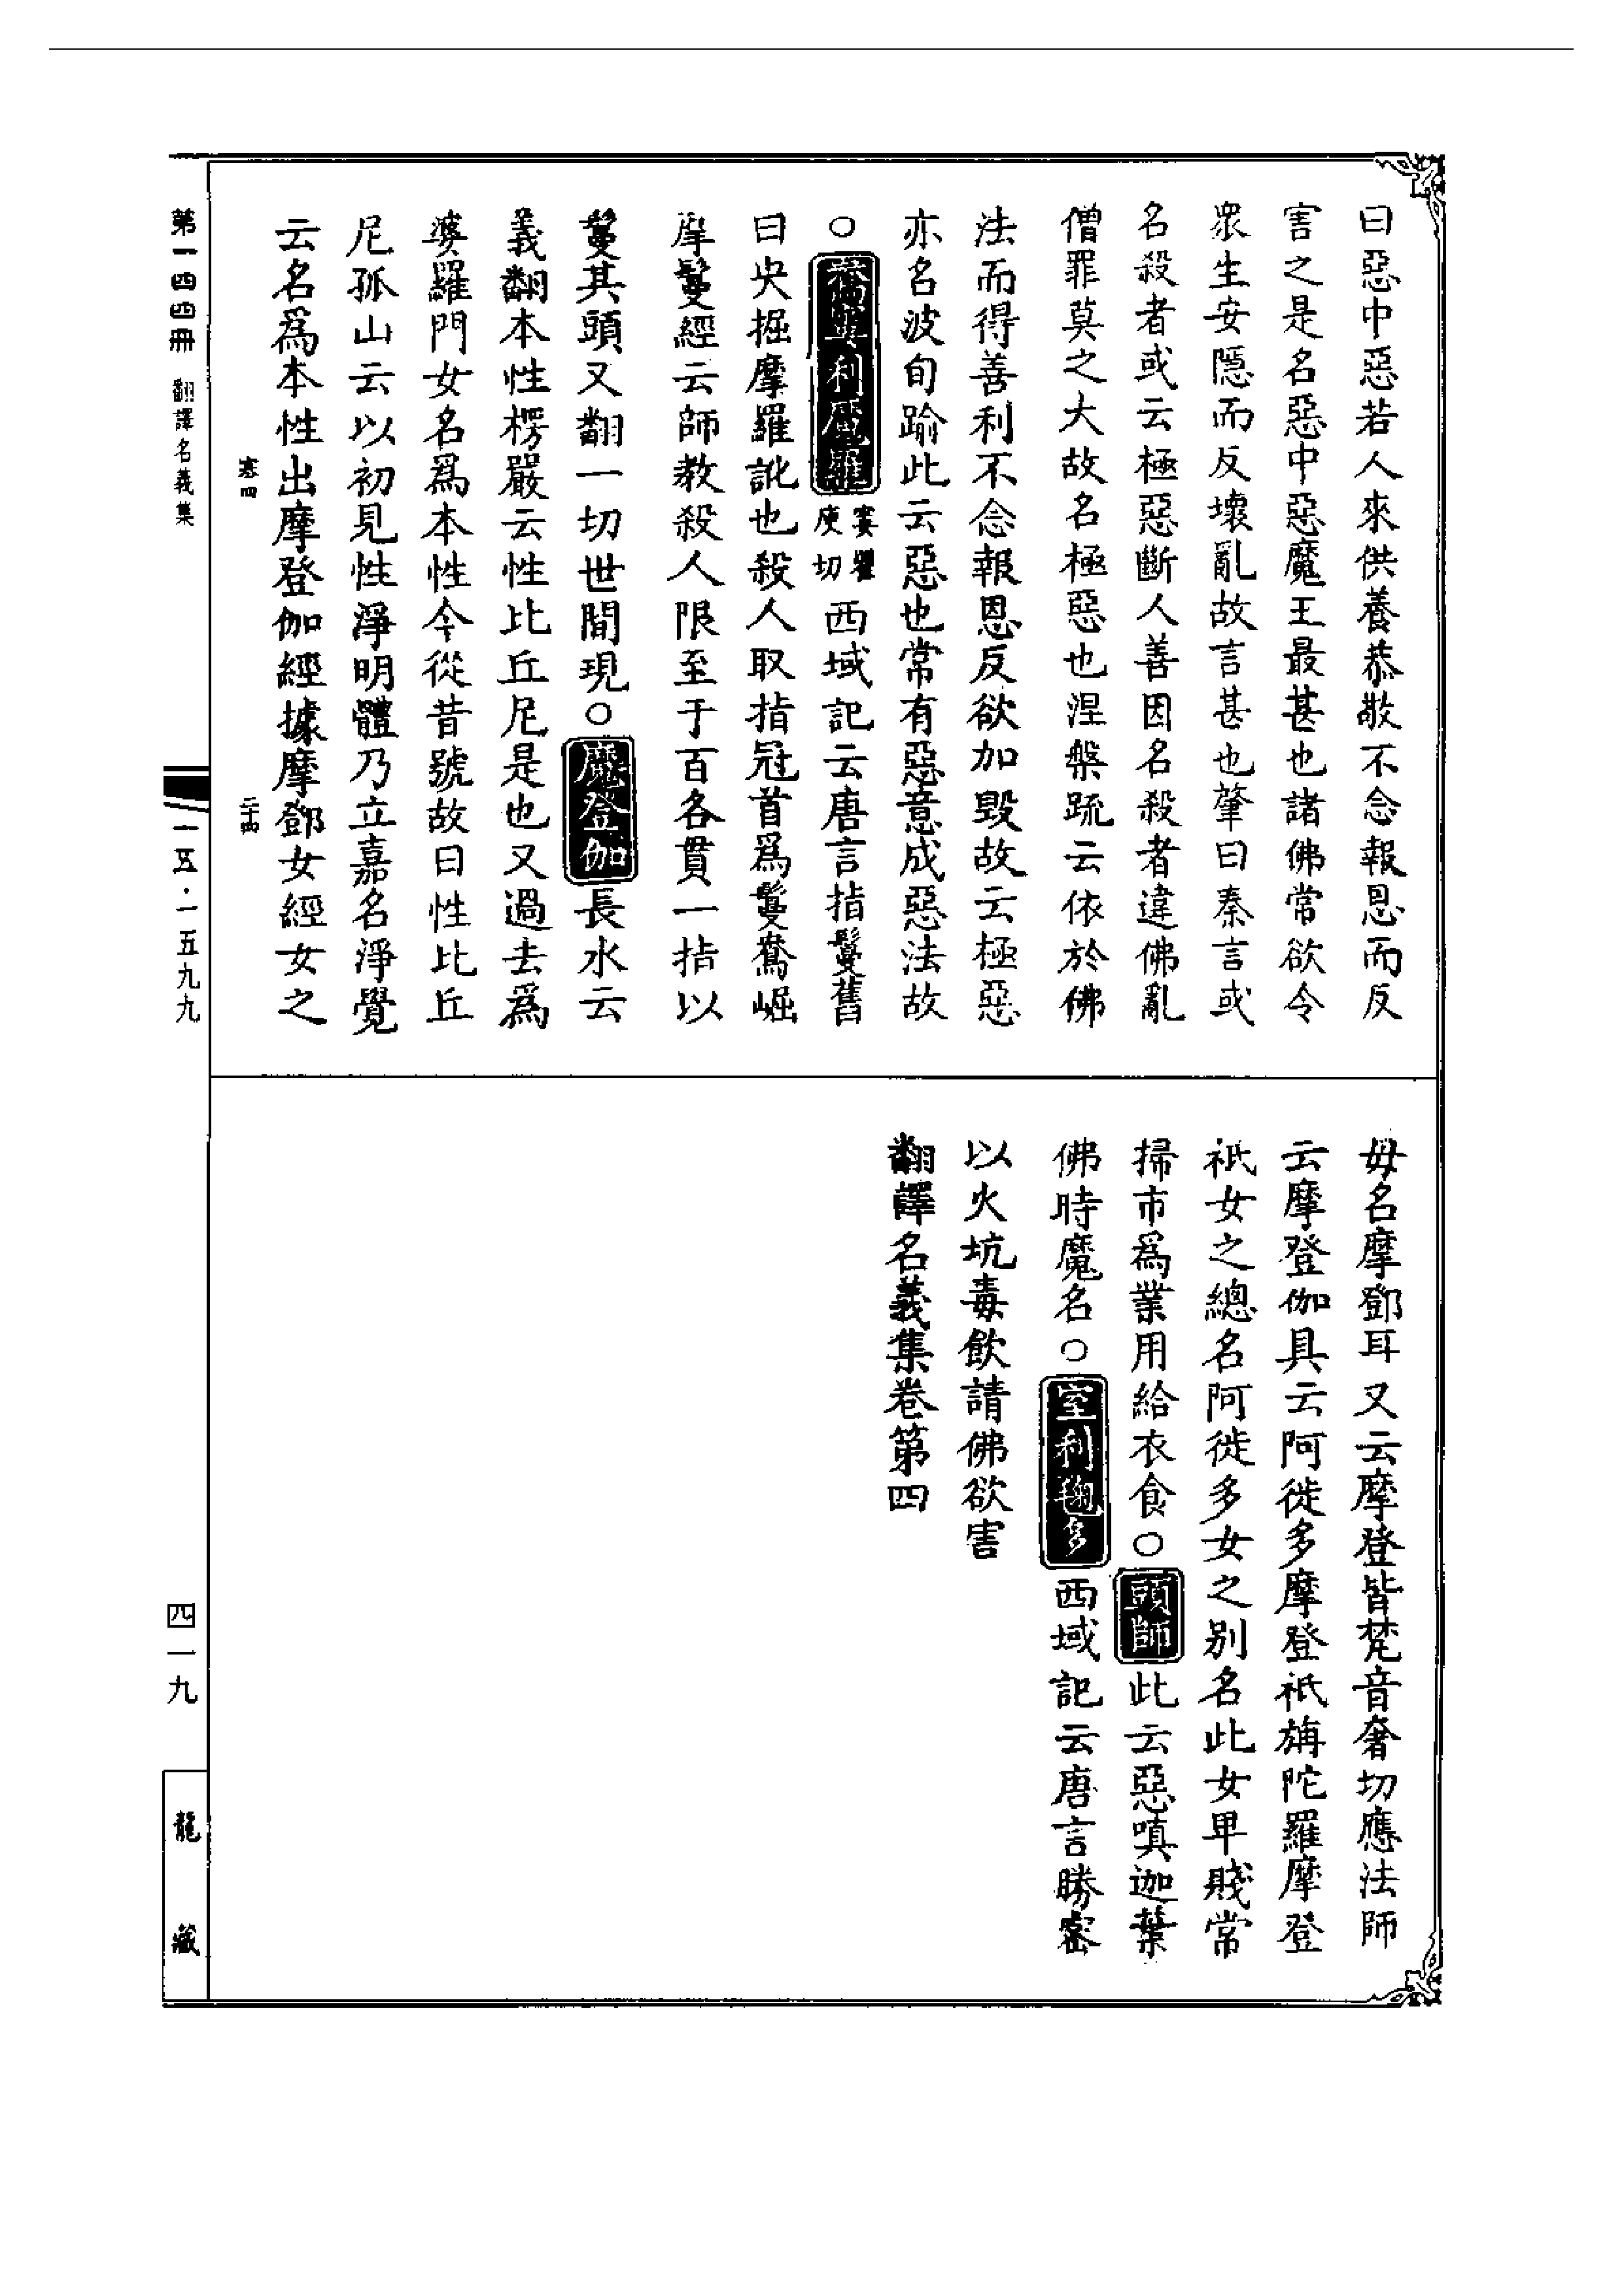 曰惡中惡若人來供養恭敬不念報恩而反
害之是名惡中惡魔王最甚也諸佛常欲令
眾生安隱而反壞亂故言甚也肇曰秦言或
名殺者或云極惡斷人善因名殺者違佛亂
僧罪莫之大故名極惡也涅槃疏云依於佛
法而得善利不念報恩反欲加毀故云極惡
亦名波旬踰此云惡也常有惡意成惡法故
○鴦窶利魔羅窶瞿庾切西域記云唐言指鬘舊
曰央掘摩羅訛也殺人取指冠首為鬘鴦崛
摩鬘經云師教殺人限至于百各貫一指以
鬘其頭又翻一切世間現○魔登伽長水云
義翻本性楞嚴云性比丘尼是也又過去為
婆羅門女名爲本性今從昔號故曰性比丘
尼孤山云以初見性淨明體乃立嘉名淨覺
云名爲本性出摩登伽經據摩鄧女經女之
毋名摩鄧耳又云摩登皆梵音奢切應法師
云摩登伽具云阿徙多摩登祇旃陀羅摩登
祇女之總名阿徙多女之别名此女卑賤常
掃市爲業用給衣食○頭師此云惡嗔迦葉
佛時魔名○室利毱多西域記云唐言勝密
以火坑毒飲請佛欲害
翻譯名義集卷第四
第一四四冊 翻譯名義集
卷四
二十四
一五五·一五九九
四一九
龍藏